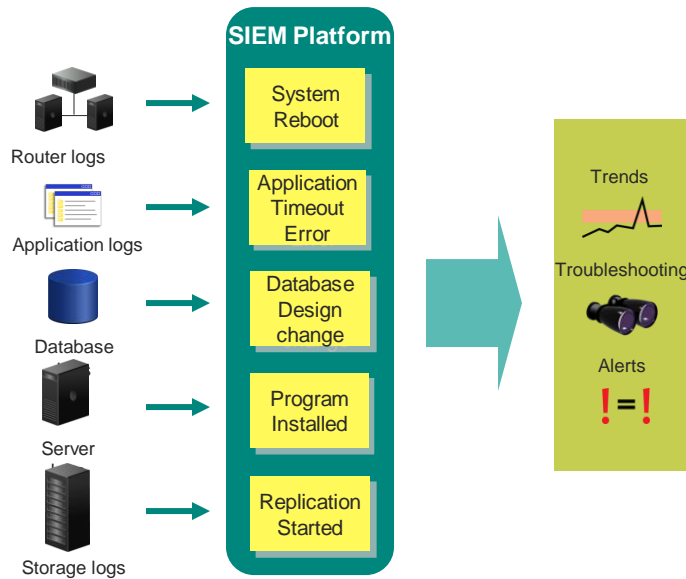 SIEM Platform
Router logs
System
Reboot
Application logs
Application
Timeout
Error
Database
Database
Design
change
Server
Program
Installed
Storage logs
Replication
Started
Trends
Troubleshooting
Alerts
!=!